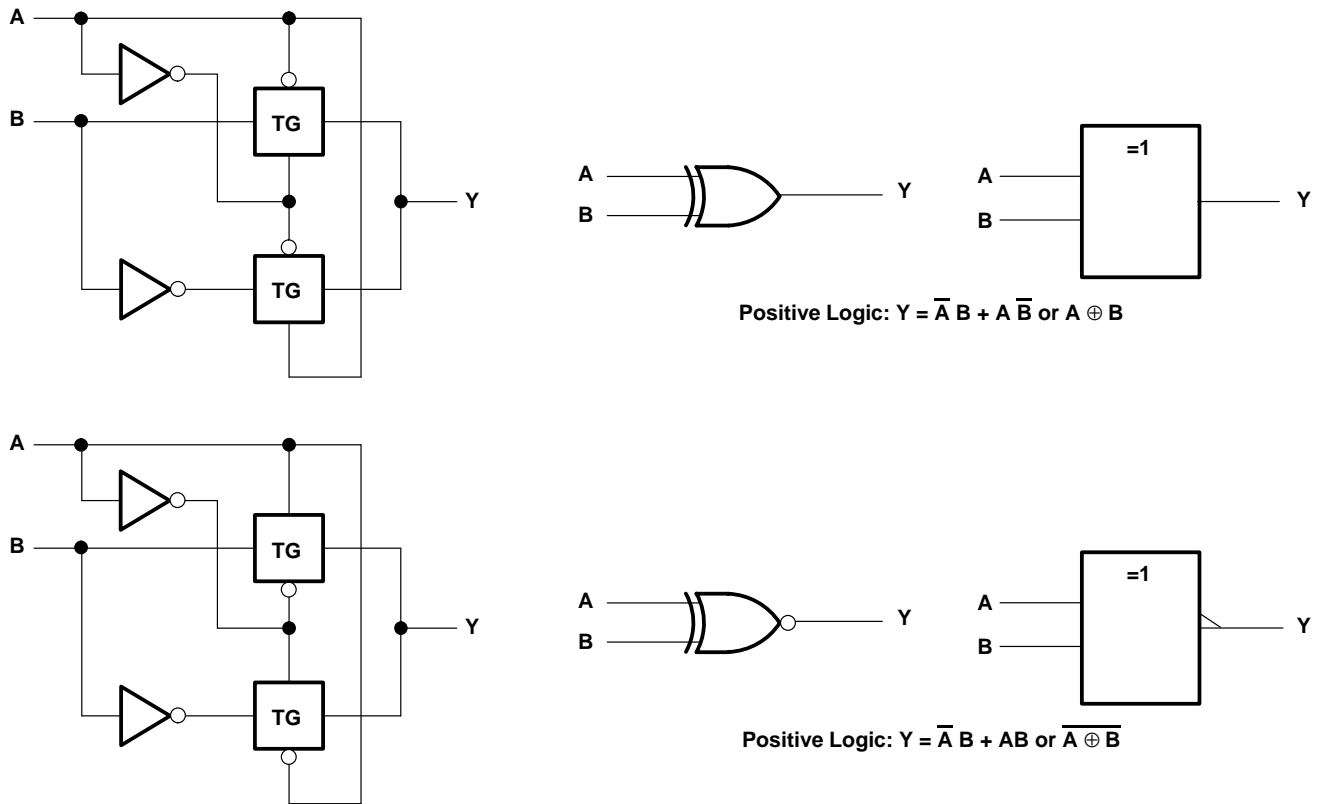 A
B
TG
TG
Y
A
B
Y
=1
A
B
Y
Positive Logic: Y = A̅ B + A B̅ or A ⊕ B
A
B
TG
TG
Y
A
B
Y
=1
A
B
Y
Positive Logic: Y = A̅ B + AB or A̅ ̅⊕̅ ̅B̅